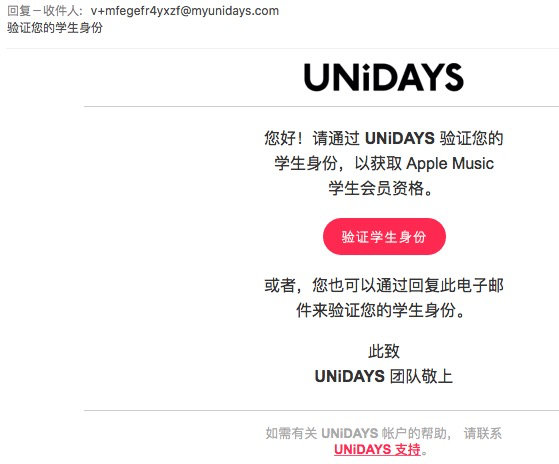 回复－收件人: v+mfegefr4yxzf@myunidays.com
验证您的学生身份
UNiDAYS
您好！请通过 UNiDAYS 验证您的
学生身份，以获取 Apple Music
学生会员资格。
验证学生身份
或者，您也可以通过回复此电子邮
件来验证您的学生身份。
此致
UNiDAYS 团队敬上
如需有关 UNiDAYS 帐户的帮助， 请联系
UNiDAYS 支持。